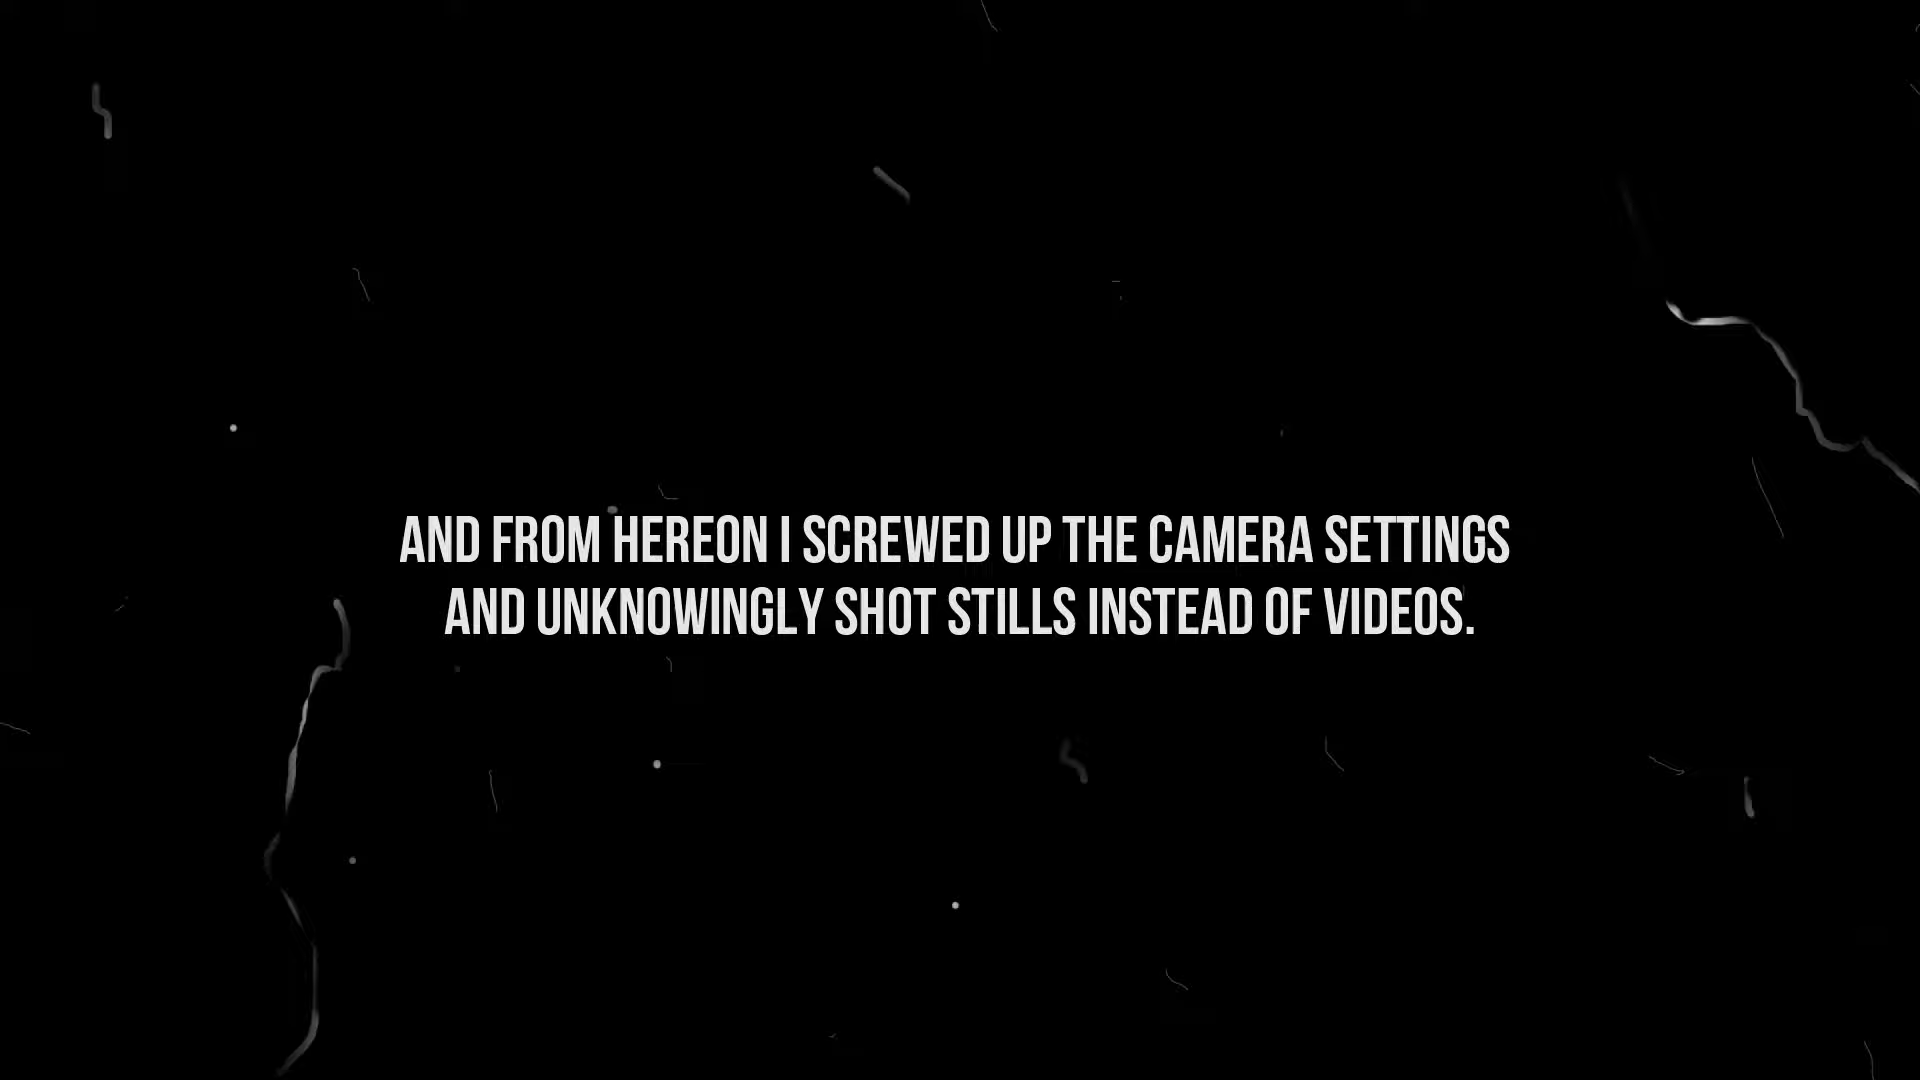 AND FROM HEREON I SCREWED UP THE CAMERA SETTINGS
AND UNKNOWINGLY SHOT STILLS INSTEAD OF VIDEOS.